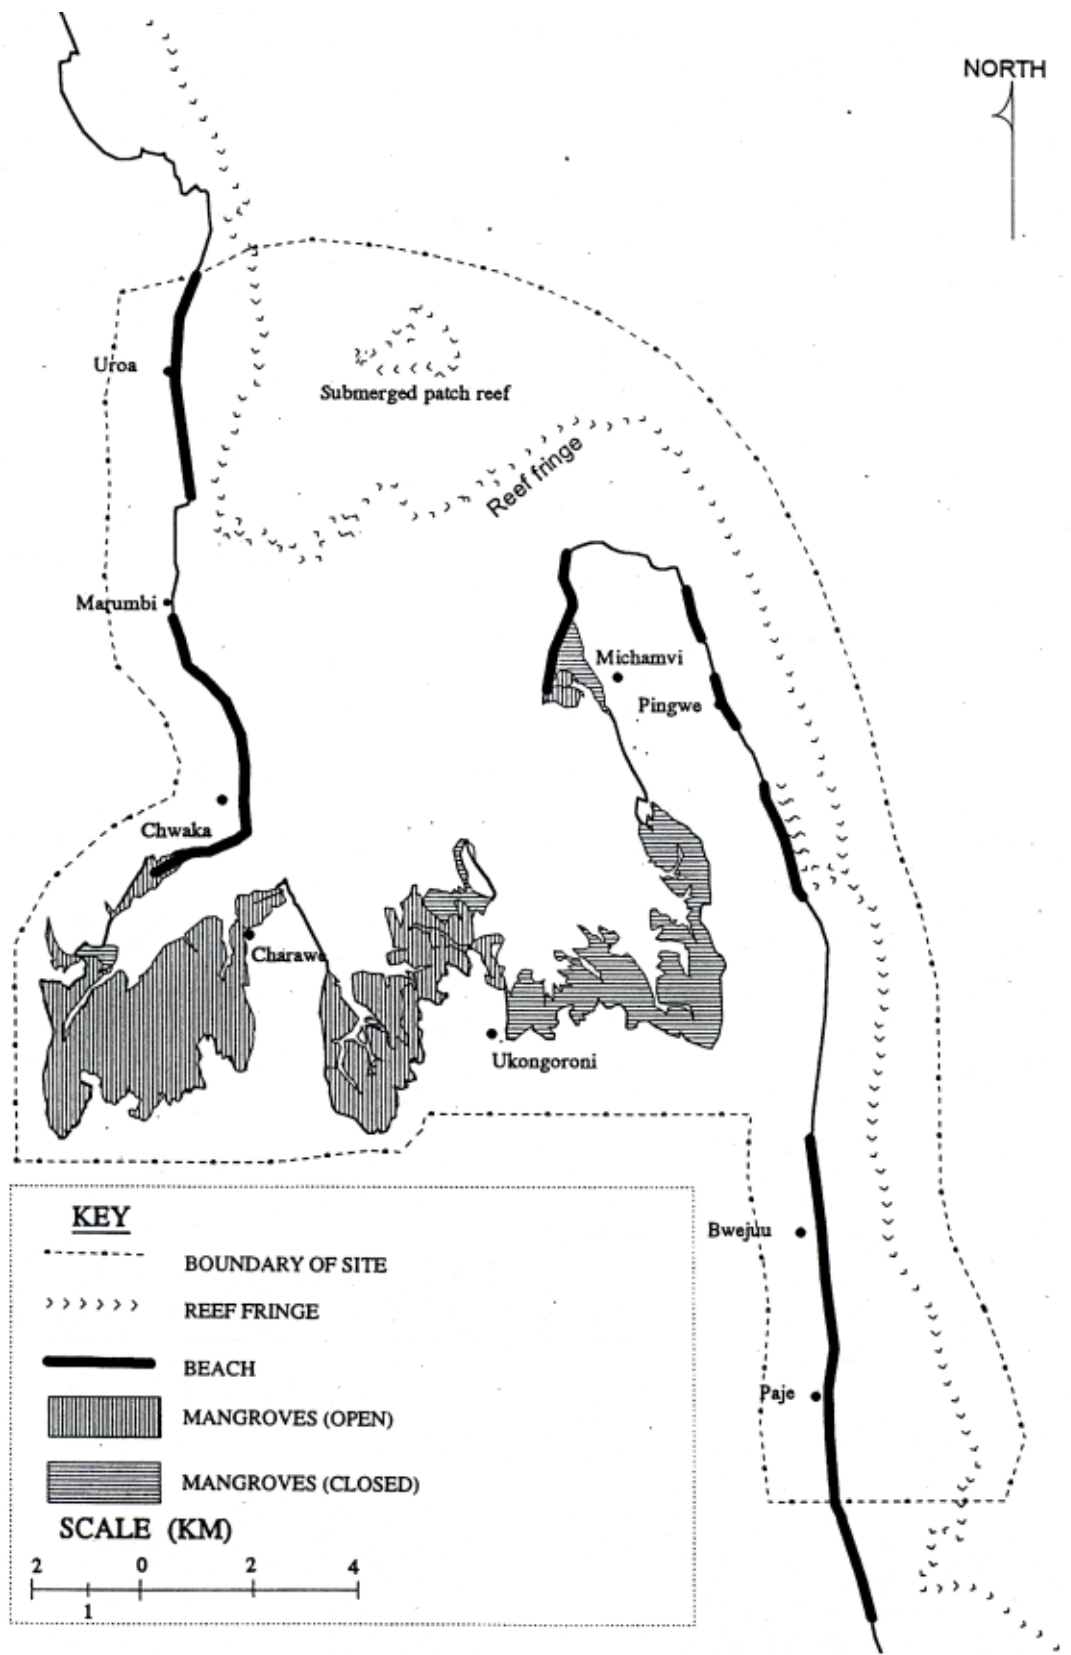 NORTH
Uroa
Submerged patch reef
Reef fringe
Marumbi
Michamvi
Pingwe
Chwaka
Charawe
Ukongoroni
Bwejuu
Paje
KEY
BOUNDARY OF SITE
REEF FRINGE
BEACH
MANGROVES (OPEN)
MANGROVES (CLOSED)
SCALE (KM)
2 0 2 4
1